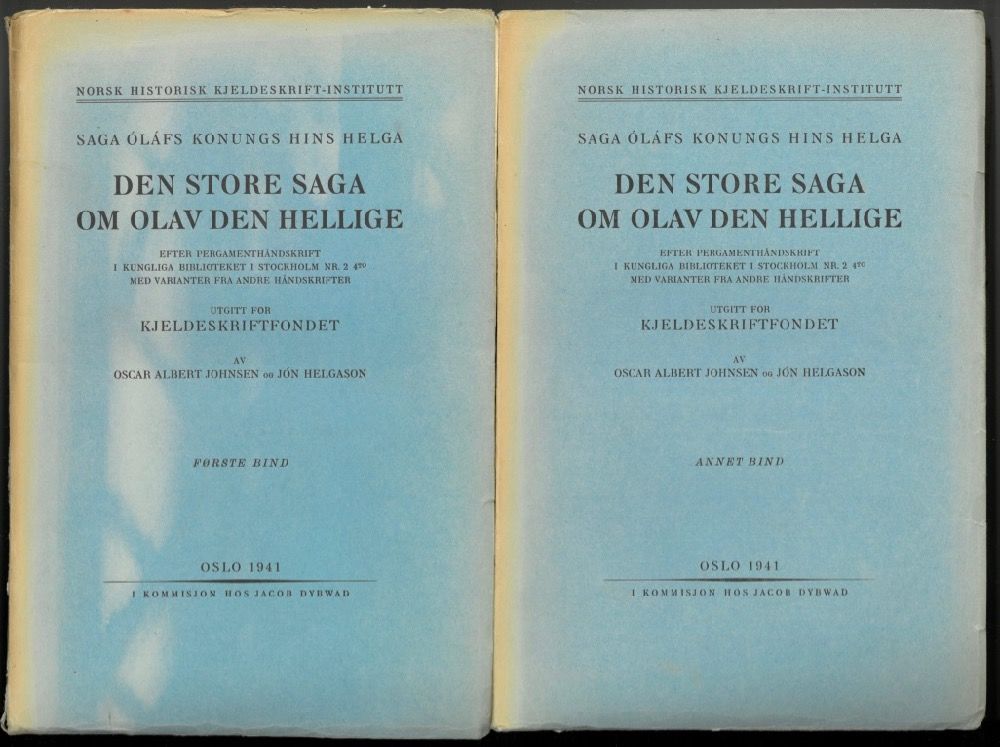 NORSK HISTORISK KJELDESKRIFT-INSTITUTT
SAGA ÓLÁFS KONUNGS HINS HELGA
DEN STORE SAGA
OM OLAV DEN HELLIGE
EFTER PERGAMENTHÅNDSKRIFT
I KUNGLIGA BIBLIOTEKET I STOCKHOLM NR. 2 4TO
MED VARIANTER FRA ANDRE HÅNDSKRIFTER
UTGITT FOR
KJELDESKRIFTFONDET
AV
OSCAR ALBERT JOHNSEN OG JÓN HELGASON
FØRSTE BIND
OSLO 1941
I KOMMISJON HOS JACOB DYBWAD
NORSK HISTORISK KJELDESKRIFT-INSTITUTT
SAGA ÓLÁFS KONUNGS HINS HELGA
DEN STORE SAGA
OM OLAV DEN HELLIGE
EFTER PERGAMENTHÅNDSKRIFT
I KUNGLIGA BIBLIOTEKET I STOCKHOLM NR. 2 4TO
MED VARIANTER FRA ANDRE HÅNDSKRIFTER
UTGITT FOR
KJELDESKRIFTFONDET
AV
OSCAR ALBERT JOHNSEN OG JÓN HELGASON
ANNET BIND
OSLO 1941
I KOMMISJON HOS JACOB DYBWAD